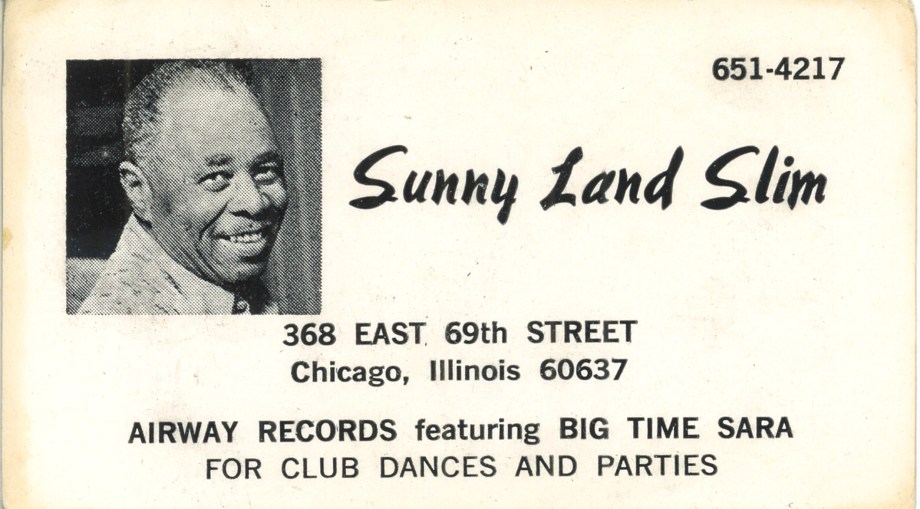 651-4217
Sunny Land Slim
368 EAST 69th STREET
Chicago, Illinois 60637
AIRWAY RECORDS featuring BIG TIME SARA
FOR CLUB DANCES AND PARTIES